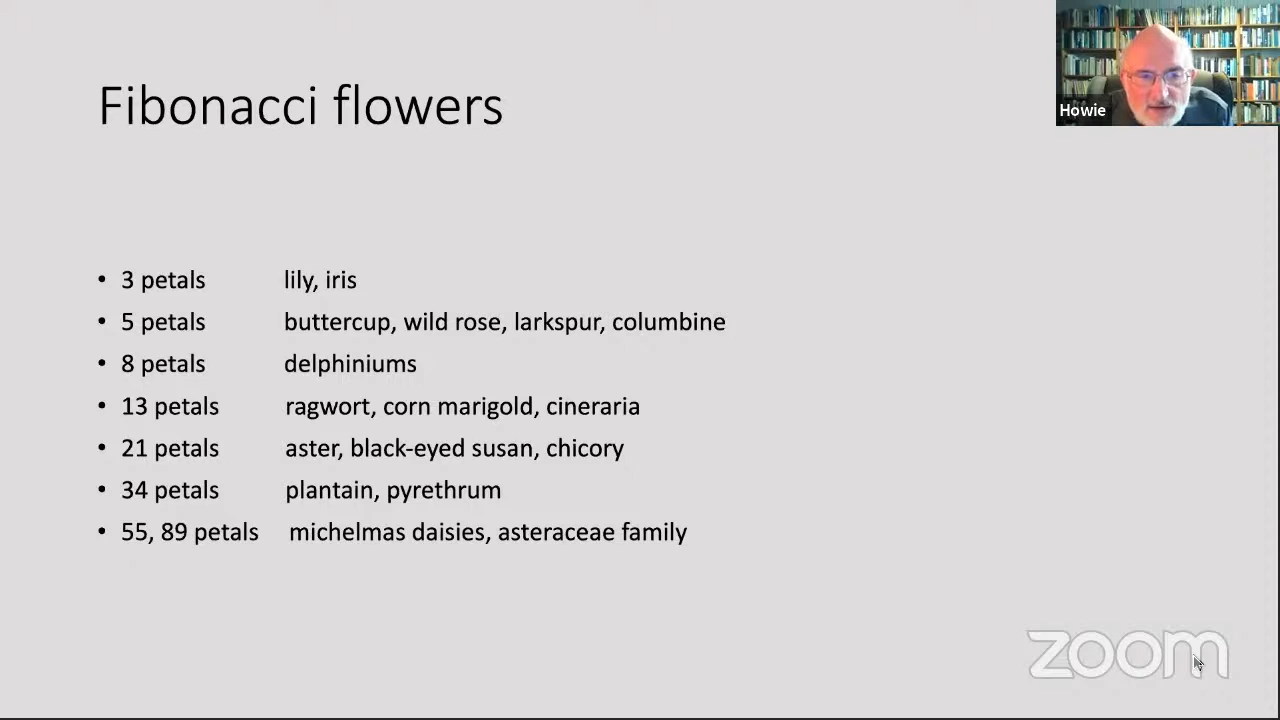 Fibonacci flowers
Howie
• 3 petals lily, iris
• 5 petals buttercup, wild rose, larkspur, columbine
• 8 petals delphiniums
• 13 petals ragwort, corn marigold, cineraria
• 21 petals aster, black-eyed susan, chicory
• 34 petals plantain, pyrethrum
• 55, 89 petals michelmas daisies, asteraceae family
zoom